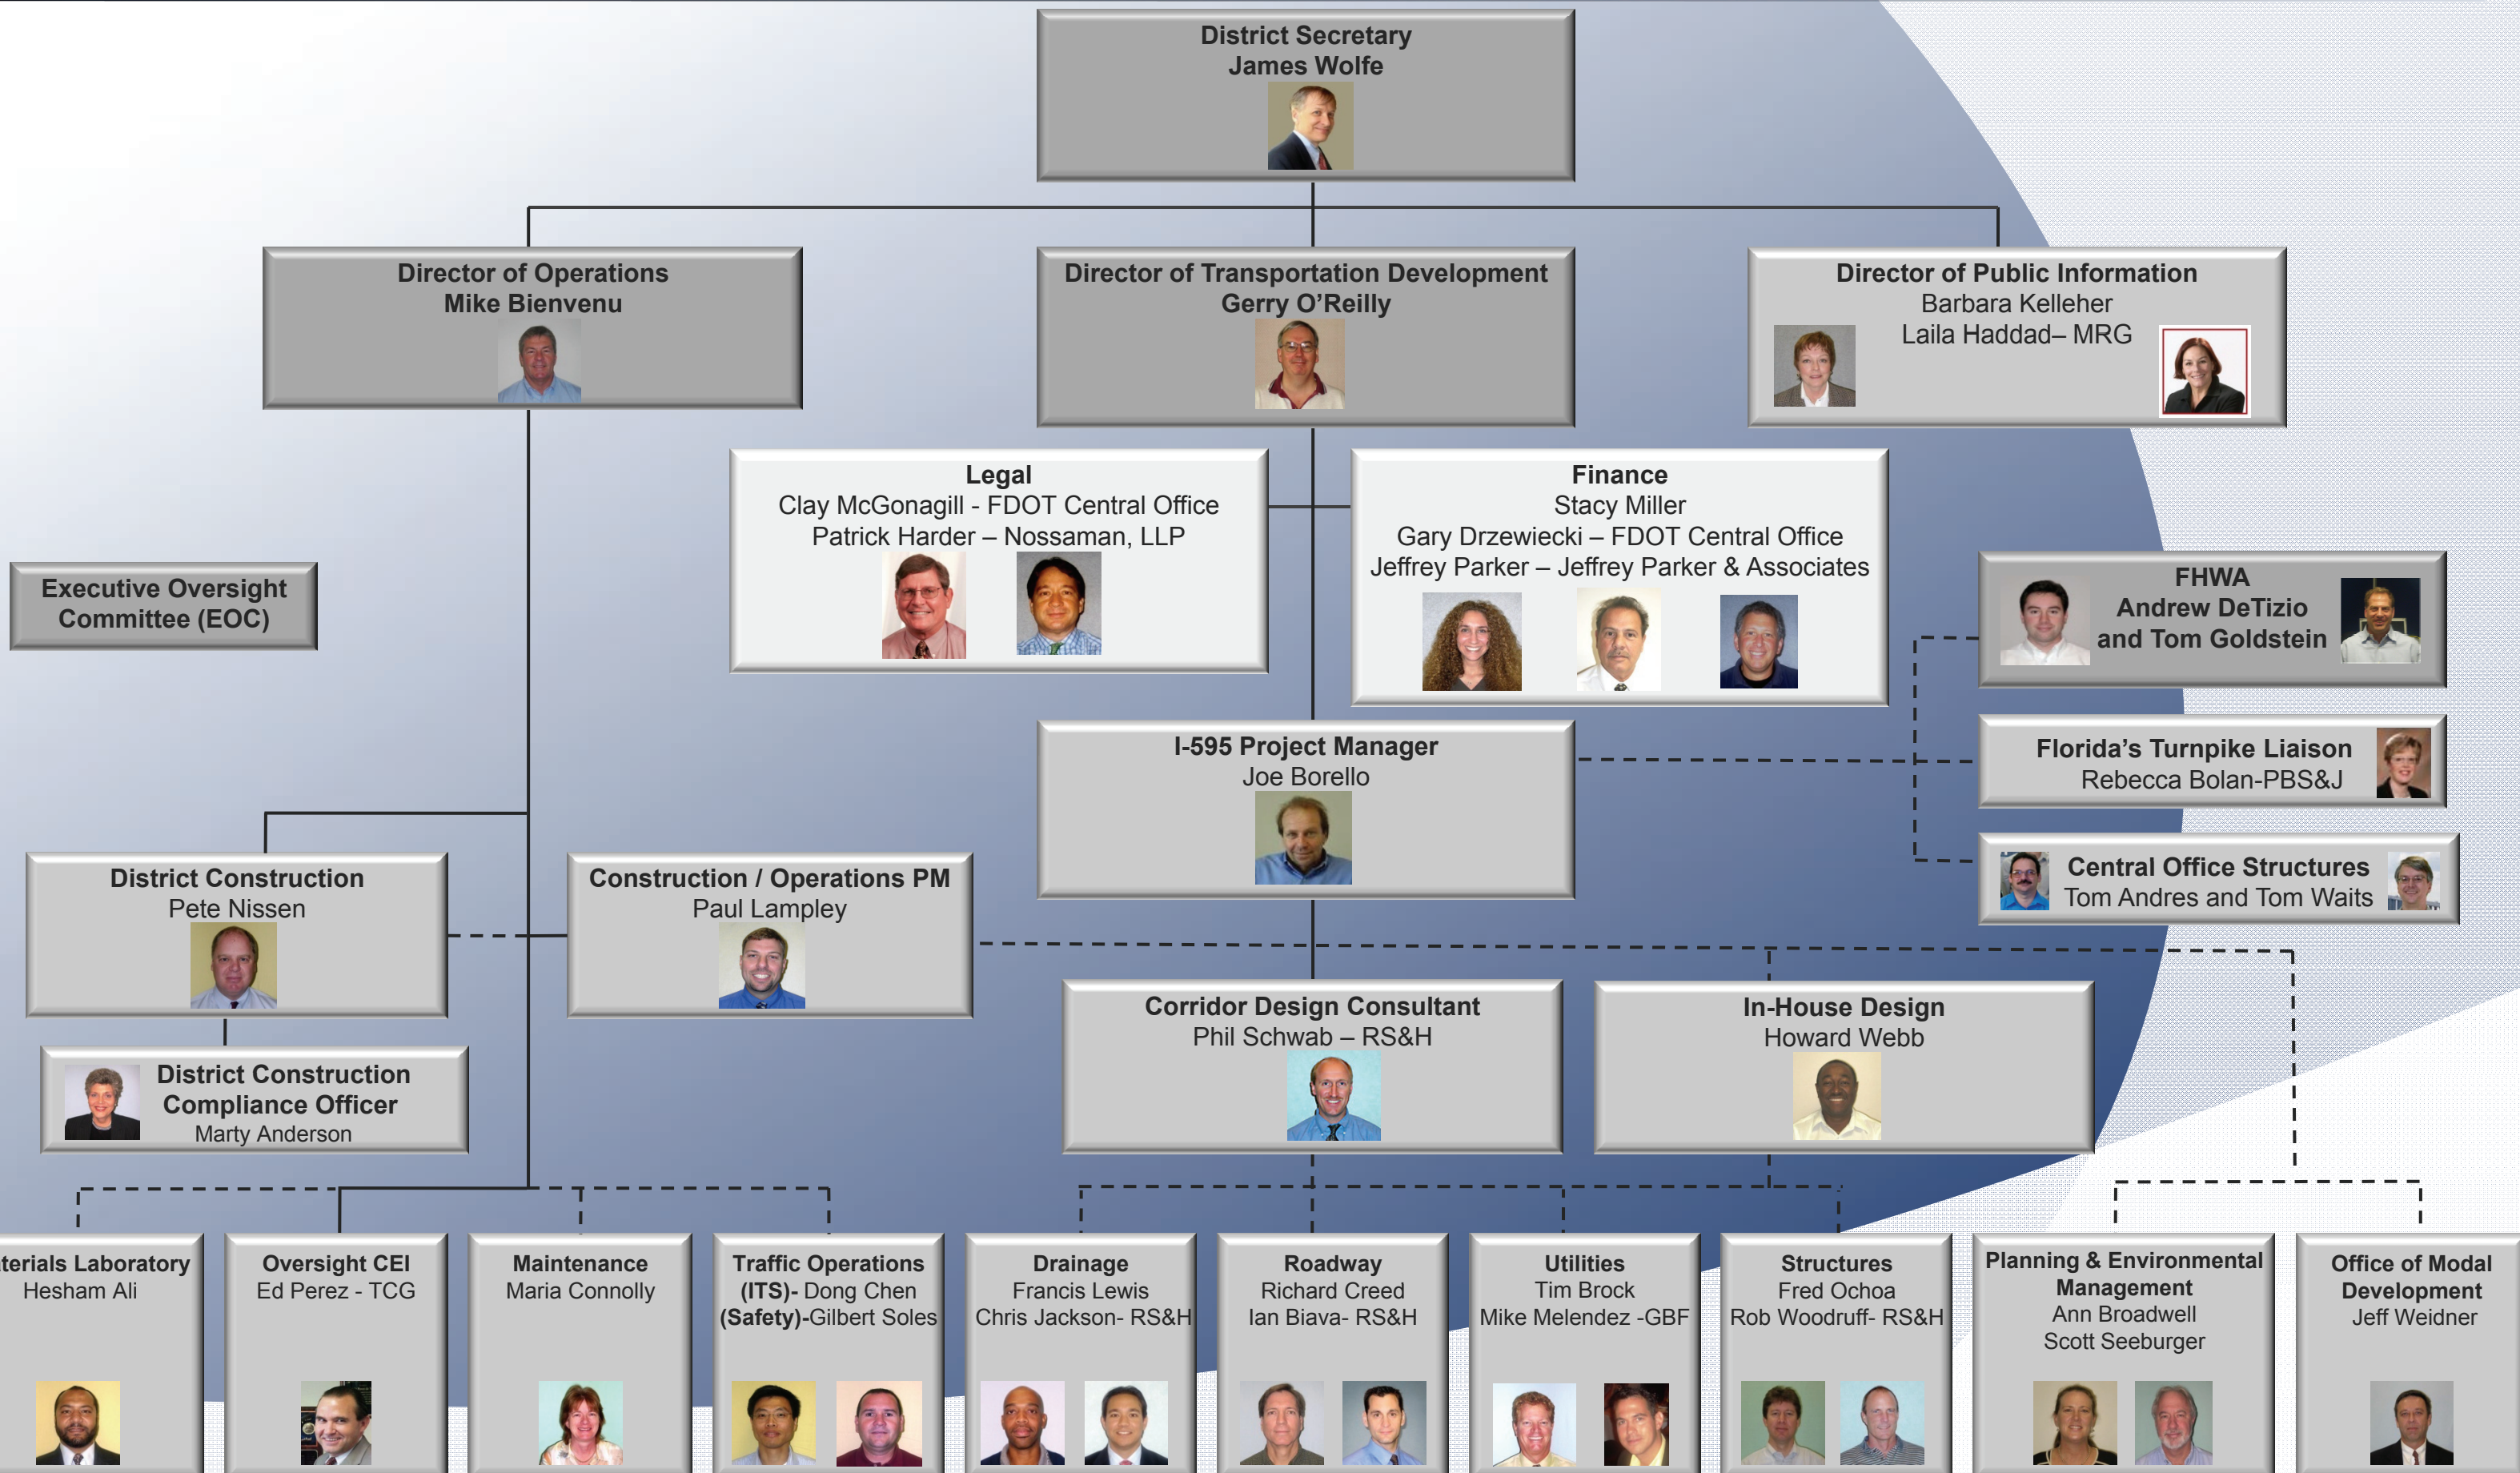 District Secretary
James Wolfe
Director of Operations
Mike Bienvenu
Director of Transportation Development
Gerry O’Reilly
Director of Public Information
Barbara Kelleher
Laila Haddad– MRG
Legal
Clay McGonagill - FDOT Central Office
Patrick Harder – Nossaman, LLP
Finance
Stacy Miller
Gary Drzewiecki – FDOT Central Office
Jeffrey Parker – Jeffrey Parker & Associates
Executive Oversight
Committee (EOC)
FHWA
Andrew DeTizio
and Tom Goldstein
I-595 Project Manager
Joe Borello
Florida’s Turnpike Liaison
Rebecca Bolan-PBS&J
Central Office Structures
Tom Andres and Tom Waits
District Construction
Pete Nissen
Construction / Operations PM
Paul Lampley
Corridor Design Consultant
Phil Schwab – RS&H
In-House Design
Howard Webb
District Construction
Compliance Officer
Marty Anderson
aterials Laboratory
Hesham Ali
Oversight CEI
Ed Perez - TCG
Maintenance
Maria Connolly
Traffic Operations
(ITS)- Dong Chen
(Safety)-Gilbert Soles
Drainage
Francis Lewis
Chris Jackson- RS&H
Roadway
Richard Creed
Ian Biava- RS&H
Utilities
Tim Brock
Mike Melendez -GBF
Structures
Fred Ochoa
Rob Woodruff- RS&H
Planning & Environmental
Management
Ann Broadwell
Scott Seeburger
Office of Modal
Development
Jeff Weidner